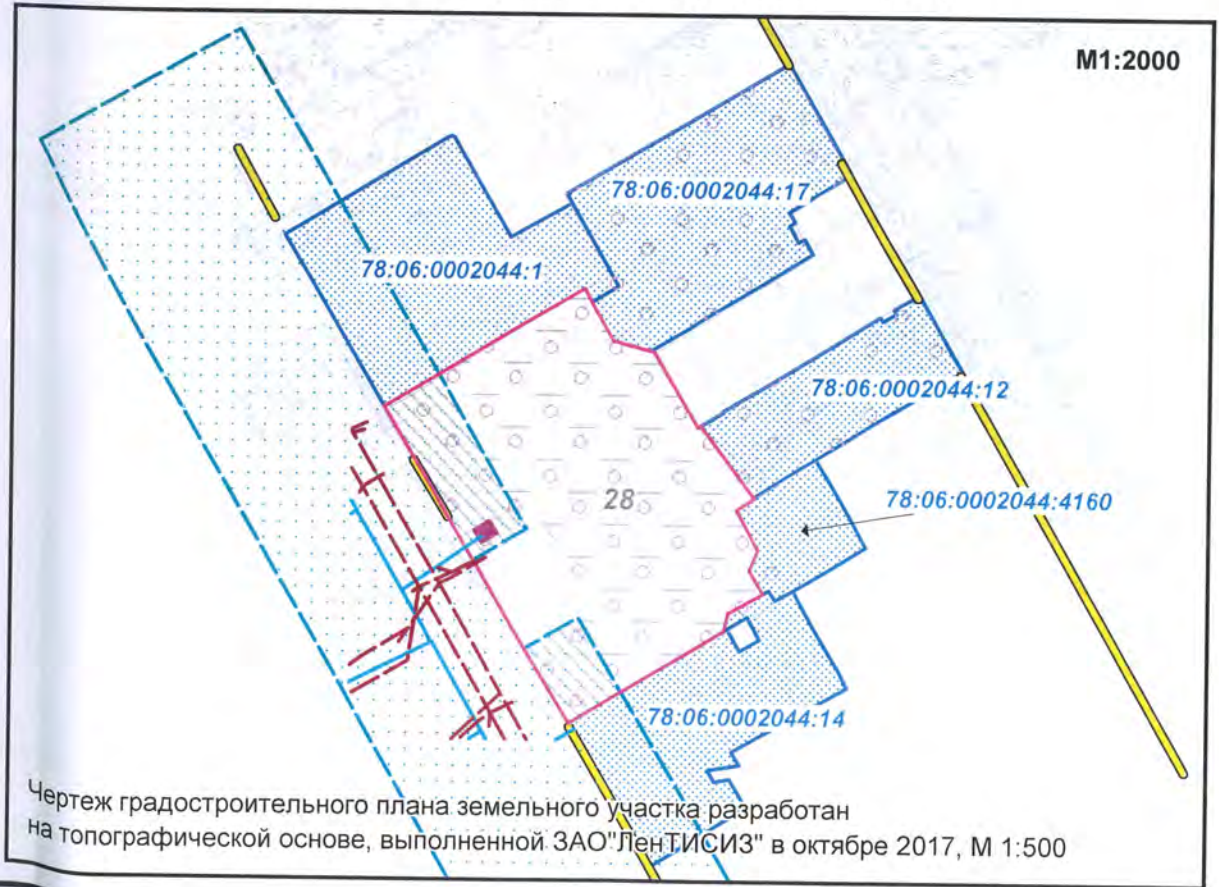 М1:2000
78:06:0002044:17
78:06:0002044:1
78:06:0002044:12
28
78:06:0002044:4160
78:06:0002044:14
Чертеж градостроительного плана земельного участка разработан
на топографической основе, выполненной ЗАО"ЛенТИСИЗ" в октябре 2017, М 1:500